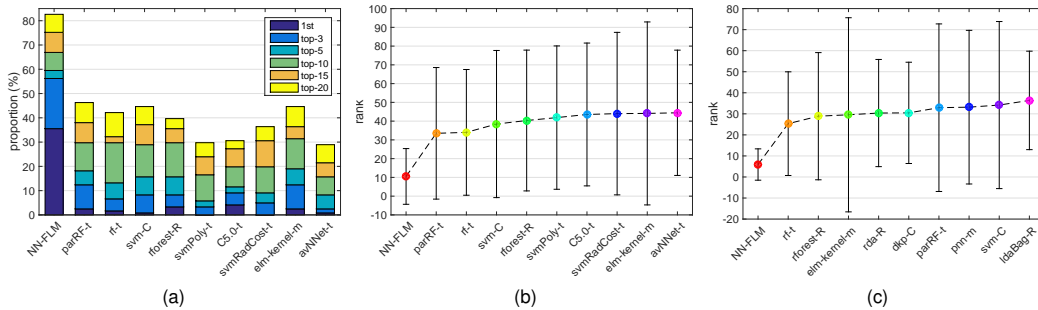 80
70
60
50
40
30
20
10
0
proportion (%)
1st
top-3
top-5
top-10
top-15
top-20
NN-FLM
parRF-t
rf-t
svm-C
rforest-R
svmPoly-t
C5.0-t
svmRadCost-t
elm-kernel-m
avNNet-t
(a)
100
90
80
70
60
50
40
30
20
10
0
-10
rank
NN-FLM
parRF-t
rf-t
svm-C
rforest-R
svmPoly-t
C5.0-t
svmRadCost-t
elm-kernel-m
avNNet-t
(b)
80
70
60
50
40
30
20
10
0
-10
-20
rank
NN-FLM
rf-t
rforest-R
elm-kernel-m
rda-R
dkp-C
parRF-t
pnn-m
svm-C
ldaBag-R
(c)